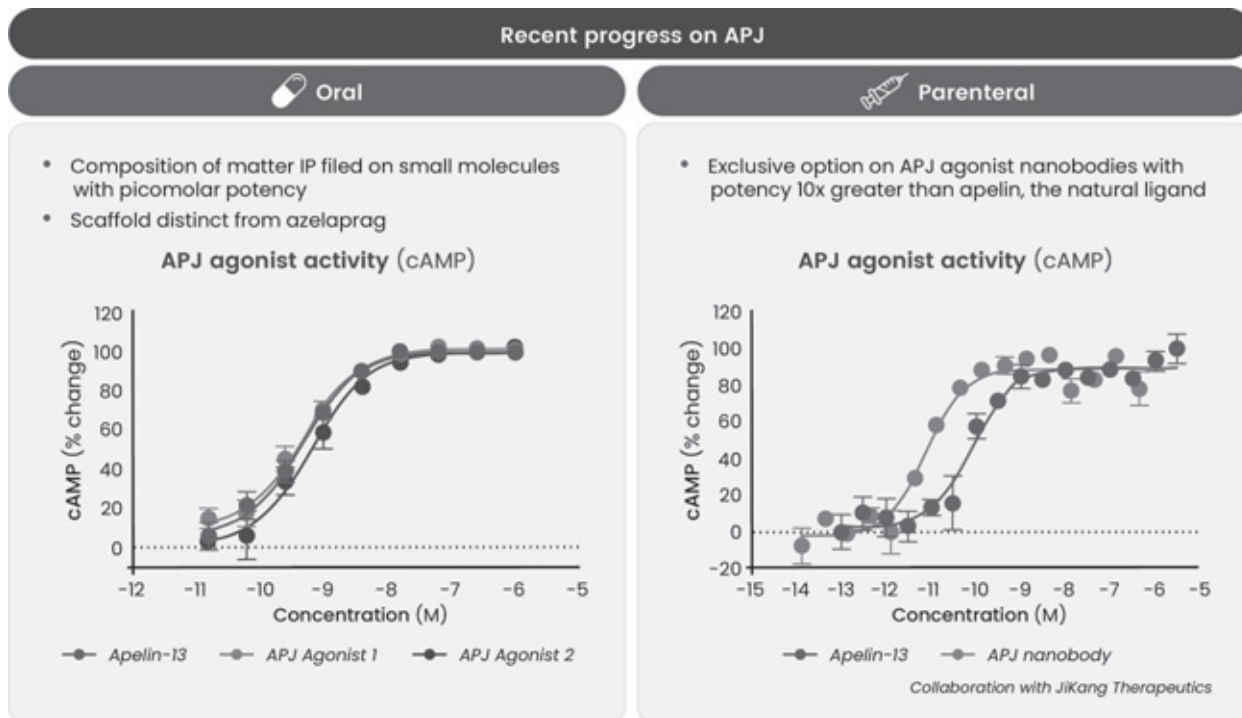 Recent progress on APJ
Oral
• Composition of matter IP filed on small molecules
with picomolar potency
• Scaffold distinct from azelaprag
APJ agonist activity (cAMP)
cAMP (% change)
120
100
80
60
40
20
0
-12 -11 -10 -9 -8 -7 -6 -5
Concentration (M)
Apelin-13 APJ Agonist 1 APJ Agonist 2
Parenteral
• Exclusive option on APJ agonist nanobodies with
potency 10x greater than apelin, the natural ligand
APJ agonist activity (cAMP)
cAMP (% change)
120
100
80
60
40
20
0
-20
-15 -14 -13 -12 -11 -10 -9 -8 -7 -6 -5
Concentration (M)
Apelin-13 APJ nanobody
Collaboration with JiKang Therapeutics